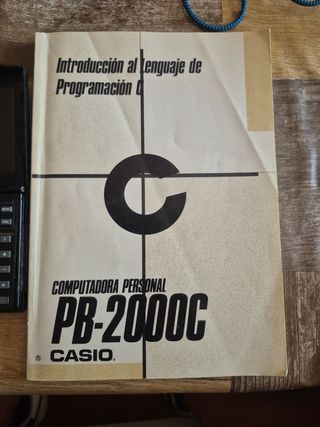 Introducción al Lenguaje de
Programación C
C
COMPUTADORA PERSONAL
PB-2000C
CASIO